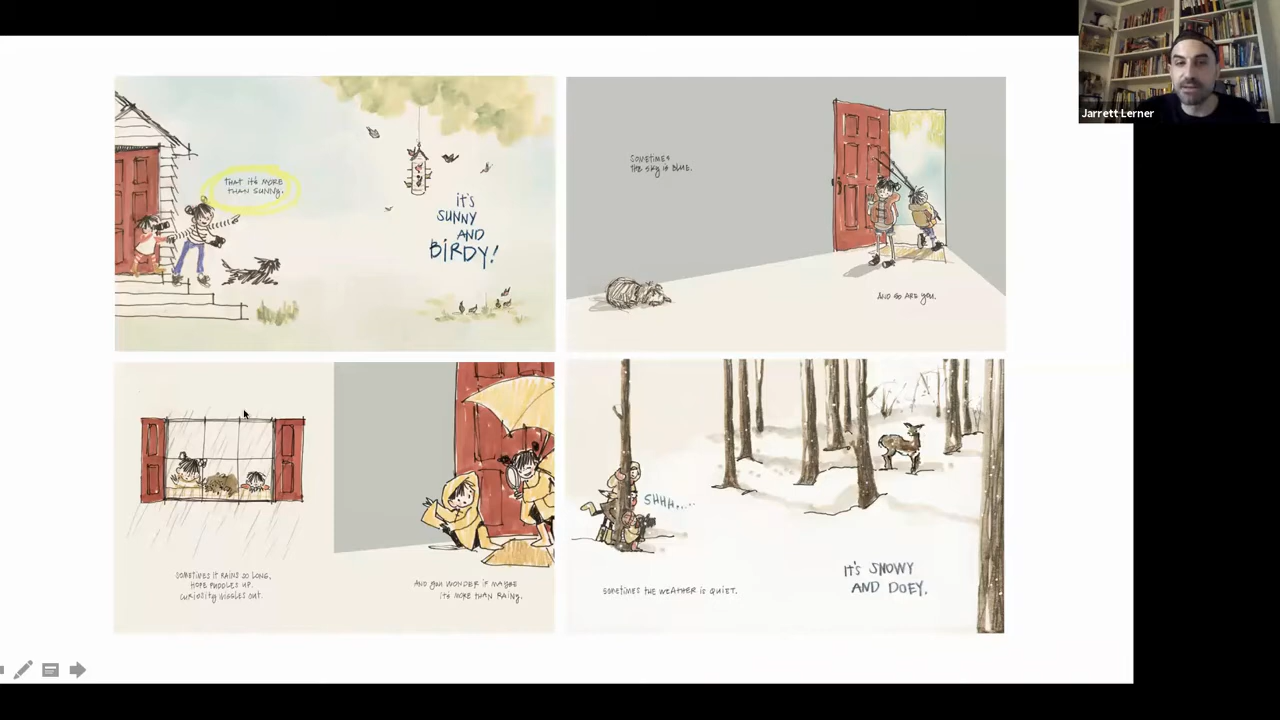 Jarrett Lerner
THAT it's MORE
THAN SUNNY.
it's
SUNNY
AND
BiRDY!
SOMETIMES
THE SKY is BLUE.
AND SO ARE you.
SOMETIMES iT RAINS SO LONG,
HOPE PUDDLES UP.
CURiOSiTY WiGGLES OUT.
AND you WONDER iF MAYBE
it's MORE THAN RAiNy.
SHHH.....
SOMETIMES THE WEATHER is QUiET.
iT'S SNOWY
AND DOEY.